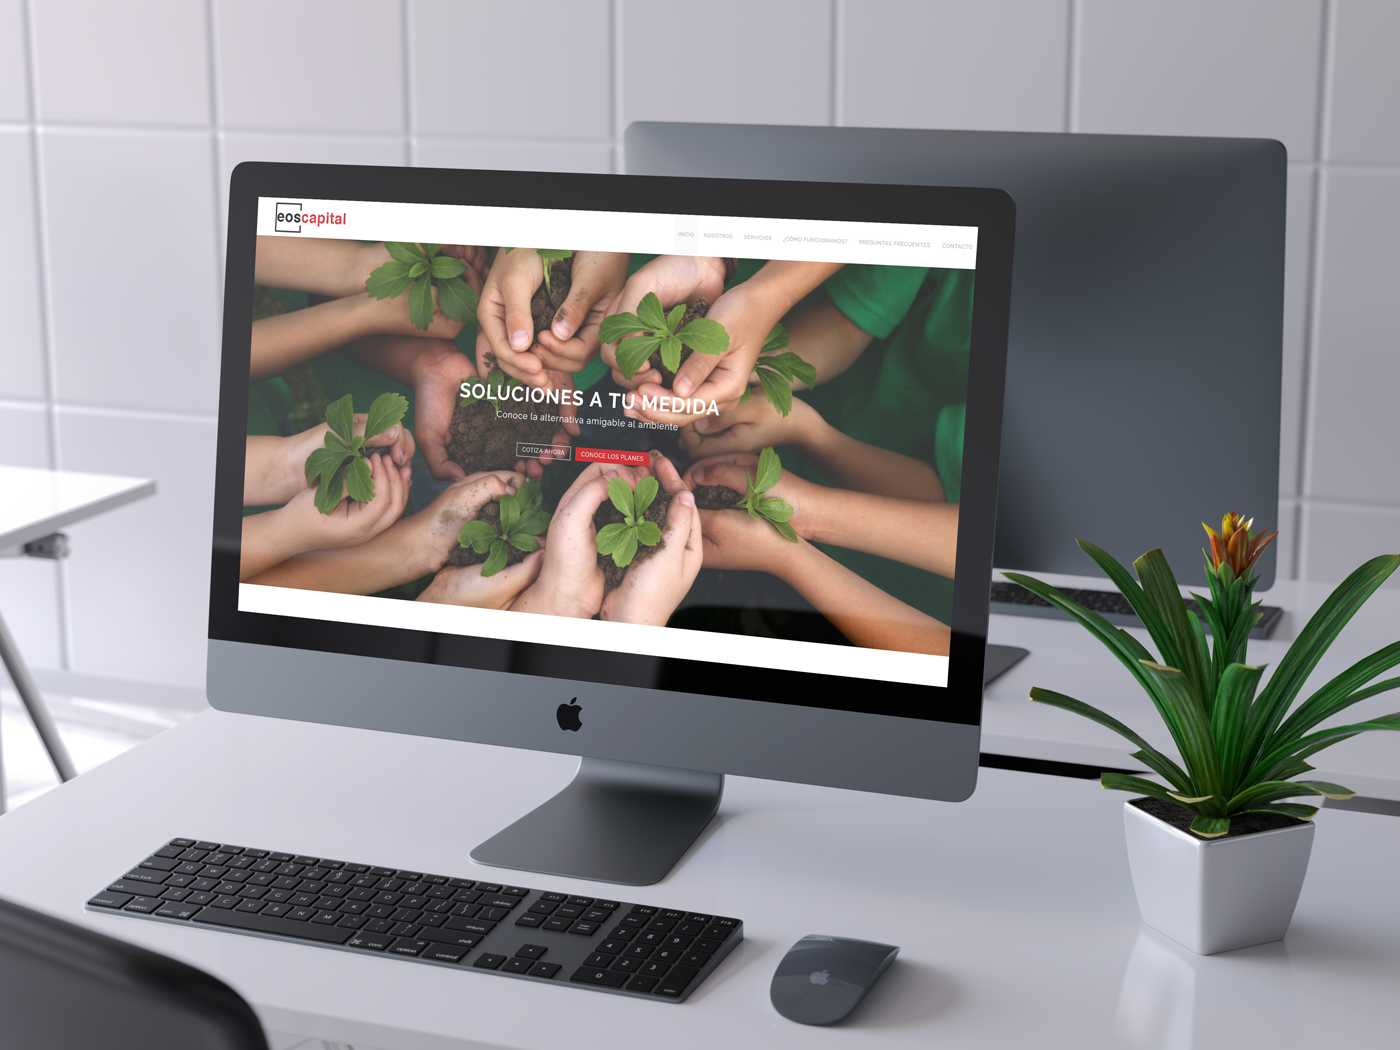 eoscapital
INICIO NOSOTROS SERVICIOS ¿CÓMO FUNCIONAMOS? PREGUNTAS FRECUENTES CONTACTO
SOLUCIONES A TU MEDIDA
Conoce la alternativa amigable al ambiente
COTIZA AHORA CONOCE LOS PLANES